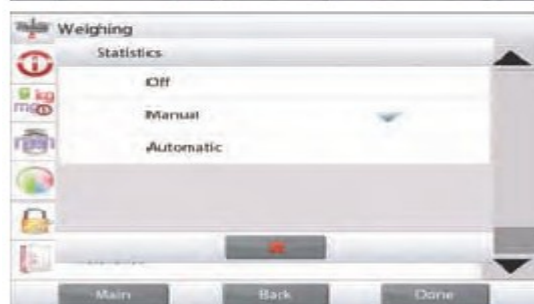 Weighing
Statistics
Off
Manual
Automatic
Main
Back
Done